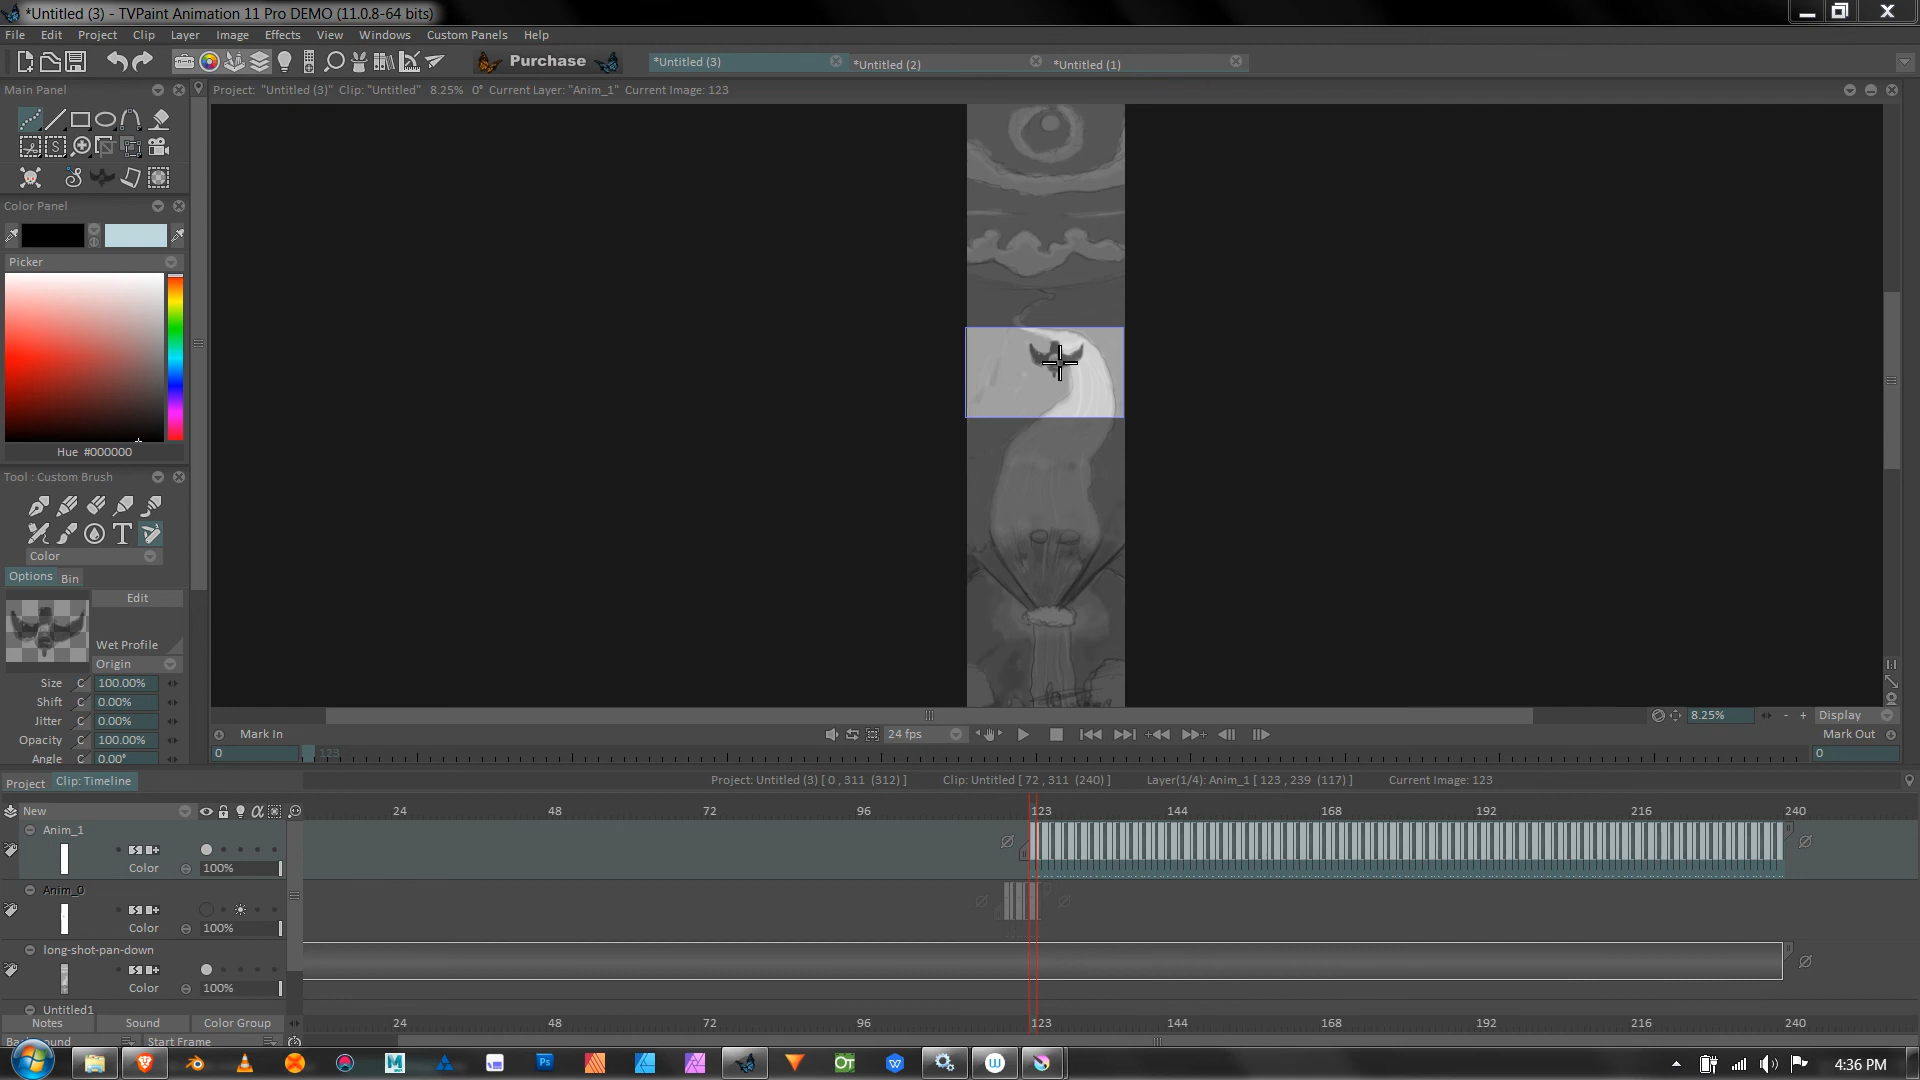 *Untitled (3) - TVPaint Animation 11 Pro DEMO (11.0.8-64 bits)
File Edit Project Clip Layer Image Effects View Windows Custom Panels Help
Purchase *Untitled (3) *Untitled (2) *Untitled (1)
Main Panel
Project: "Untitled (3)" Clip: "Untitled" 8.25% 0° Current Layer: "Anim_1" Current Image: 123
S
Color Panel
Picker
Hue #000000
Tool : Custom Brush
T
Color
Options Bin
Edit
Wet Profile
Origin
Size C 100.00%
Shift C 0.00%
Jitter C 0.00%
Opacity C 100.00%
Angle C 0.00°
1:1
8.25% - + Display
Mark In 24 fps Mark Out
0 123 0
Project Clip: Timeline Project: Untitled (3) [ 0 , 311 (312) ] Clip: Untitled [ 72 , 311 (240) ] Layer(1/4): Anim_1 [ 123 , 239 (117) ] Current Image: 123
New 24 48 72 96 123 144 168 192 216 240
Anim_1
Color 100%
Anim_0
Color 100%
long-shot-pan-down
Color 100%
Untitled1
Notes Sound Color Group 24 48 72 96 123 144 168 192 216 240
Background Start Frame
M Ps OT W W 4:36 PM